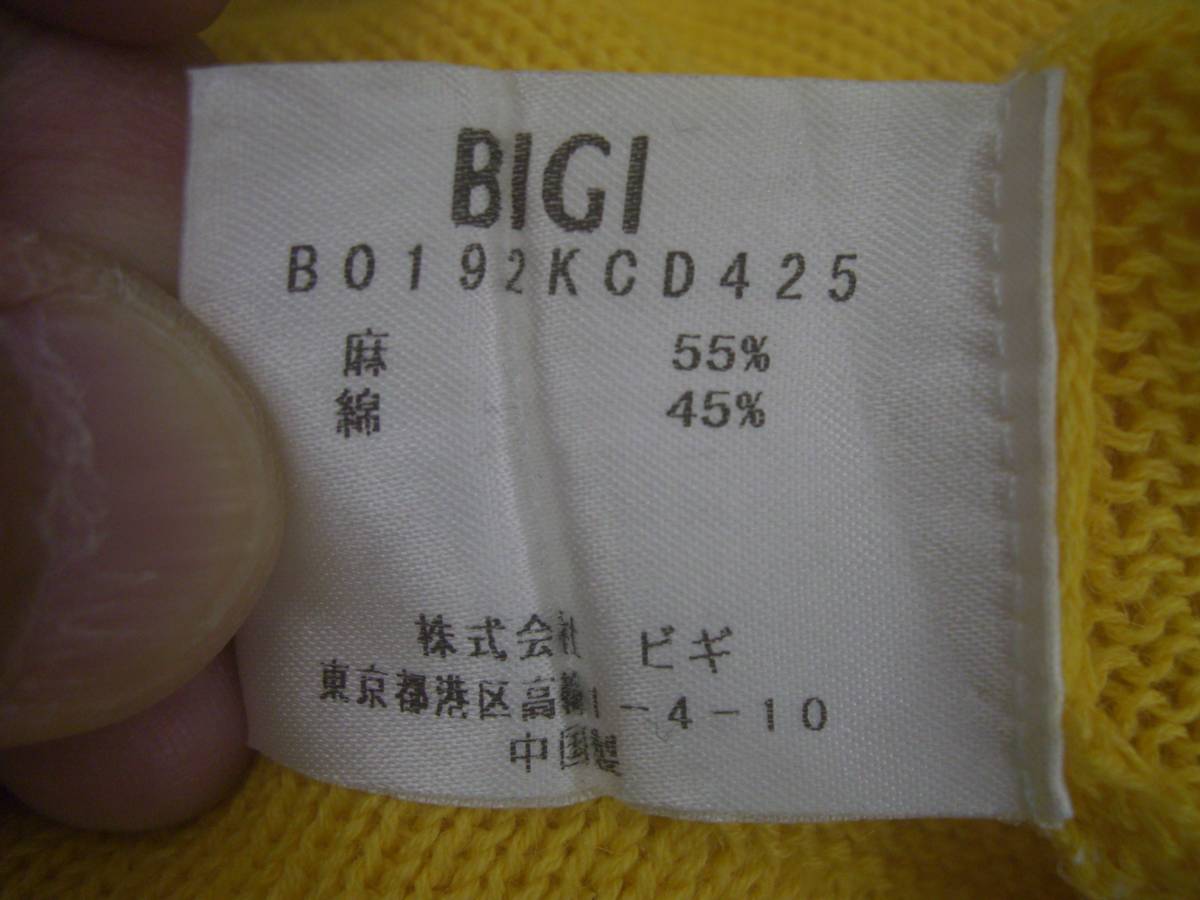 BIGI
B0192KCD425
麻 55%
綿 45%
株式会社 ビギ
東京都港区高輪1-4-10
中国製